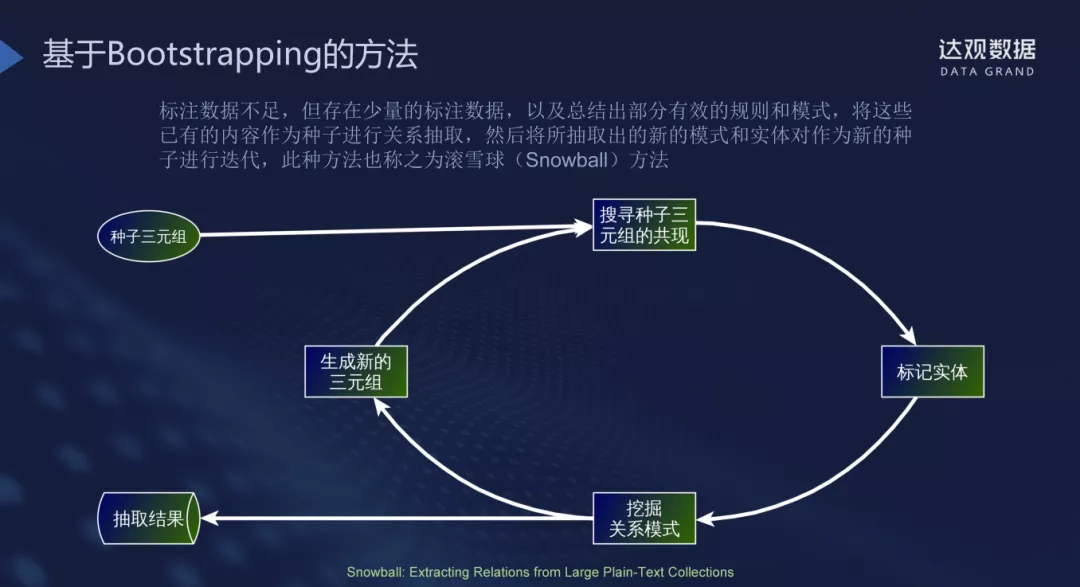 基于Bootstrapping的方法
达观数据
DATA GRAND
标注数据不足，但存在少量的标注数据，以及总结出部分有效的规则和模式，将这些
已有的内容作为种子进行关系抽取，然后将所抽取出的新的模式和实体对作为新的种
子进行迭代，此种方法也称之为滚雪球（Snowball）方法
种子三元组
搜寻种子三
元组的共现
生成新的
三元组
标记实体
抽取结果
挖掘
关系模式
Snowball: Extracting Relations from Large Plain-Text Collections